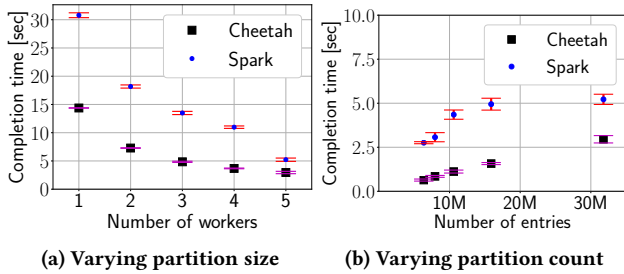 Completion time [sec]
30
25
20
15
10
5
0
Cheetah
Spark
1 2 3 4 5
Number of workers
(a) Varying partition size
Completion time [sec]
10.0
7.5
5.0
2.5
0.0
Cheetah
Spark
10M 20M 30M
Number of entries
(b) Varying partition count